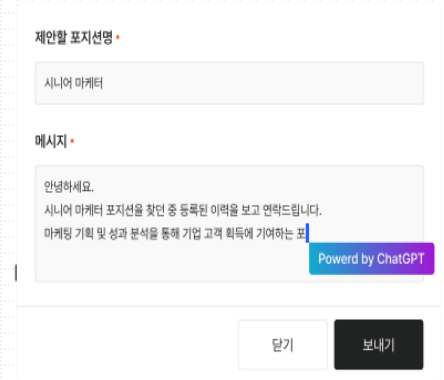 제안할 포지션명 •
시니어 마케터
메시지 •
안녕하세요.
시니어 마케터 포지션을 찾던 중 등록된 이력을 보고 연락드립니다.
마케팅 기획 및 성과 분석을 통해 기업 고객 획득에 기여하는 포
Powerd by ChatGPT
닫기
보내기